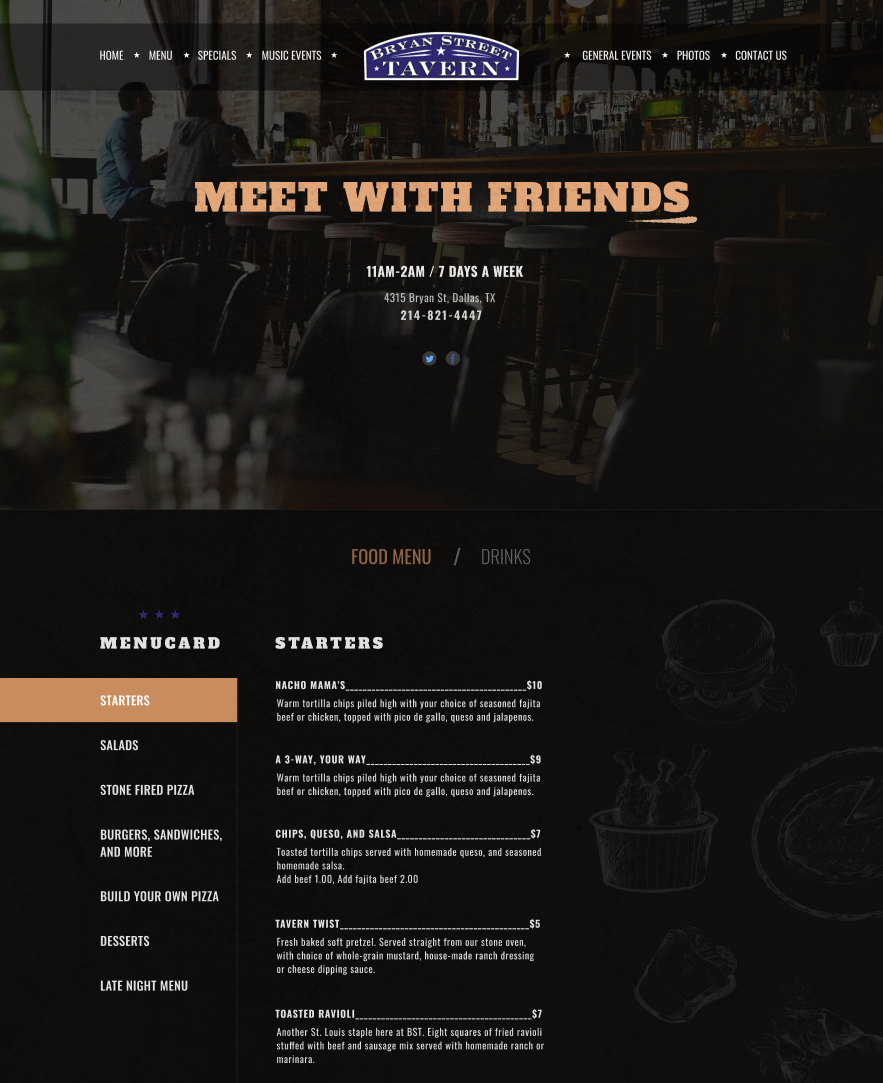 HOME ★ MENU ★ SPECIALS ★ MUSIC EVENTS ★
BRYAN STREET
★ TAVERN ★
★ GENERAL EVENTS ★ PHOTOS ★ CONTACT US
MEET WITH FRIENDS
11AM-2AM / 7 DAYS A WEEK
4315 Bryan St, Dallas, TX
214-821-4447
FOOD MENU / DRINKS
★ ★ ★
MENUCARD
STARTERS
SALADS
STONE FIRED PIZZA
BURGERS, SANDWICHES,
AND MORE
BUILD YOUR OWN PIZZA
DESSERTS
LATE NIGHT MENU
STARTERS
NACHO MAMA'S________________________________________$10
Warm tortilla chips piled high with your choice of seasoned fajita
beef or chicken, topped with pico de gallo, queso and jalapenos.
A 3-WAY, YOUR WAY____________________________________$9
Warm tortilla chips piled high with your choice of seasoned fajita
beef or chicken, topped with pico de gallo, queso and jalapenos.
CHIPS, QUESO, AND SALSA_____________________________$7
Toasted tortilla chips served with homemade queso, and seasoned
homemade salsa.
Add beef 1.00, Add fajita beef 2.00
TAVERN TWIST__________________________________________$5
Fresh baked soft pretzel. Served straight from our stone oven,
with choice of whole-grain mustard, house-made ranch dressing
or cheese dipping sauce.
TOASTED RAVIOLI_______________________________________$7
Another St. Louis staple here at BST. Eight squares of fried ravioli
stuffed with beef and sausage mix served with homemade ranch or
marinara.